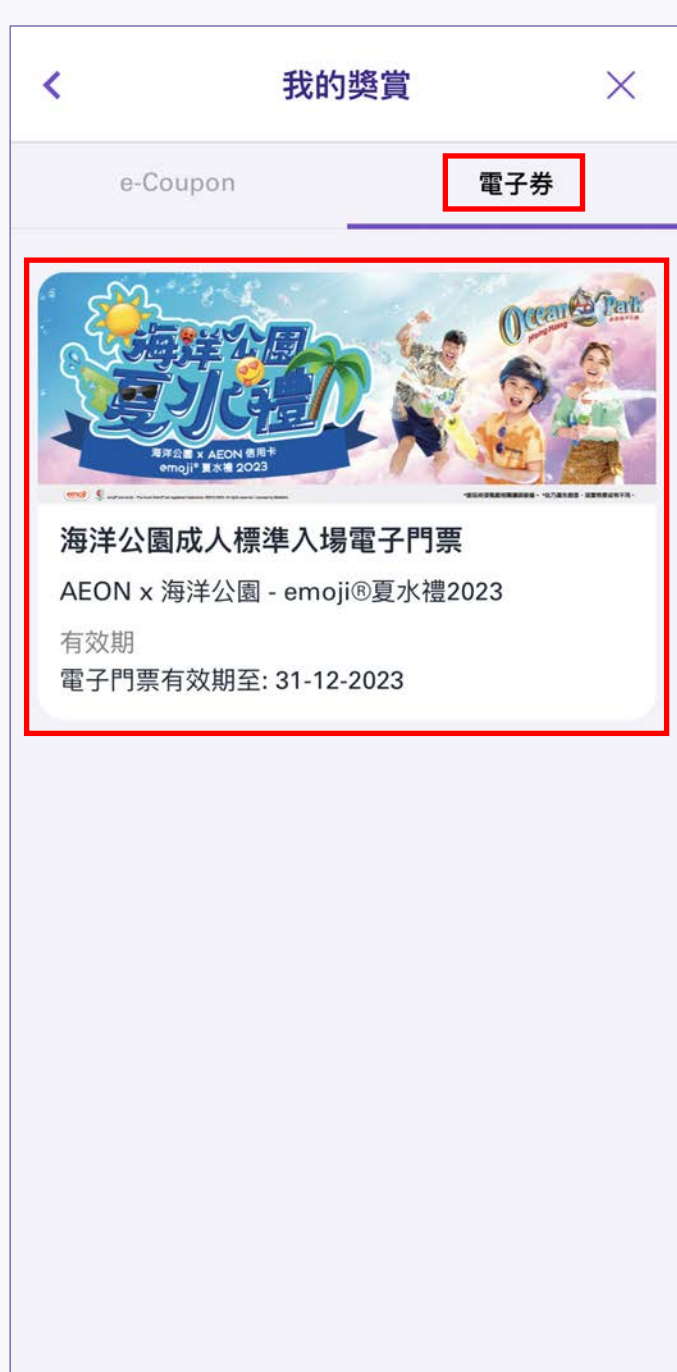 我的獎賞
e-Coupon
電子券
海洋公園
夏水禮
海洋公園 x AEON 信用卡
emoji® 夏水禮 2023
Ocean Park
Hong Kong
emoji
海洋公園成人標準入場電子門票
AEON x 海洋公園 - emoji®夏水禮2023
有效期
電子門票有效期至: 31-12-2023